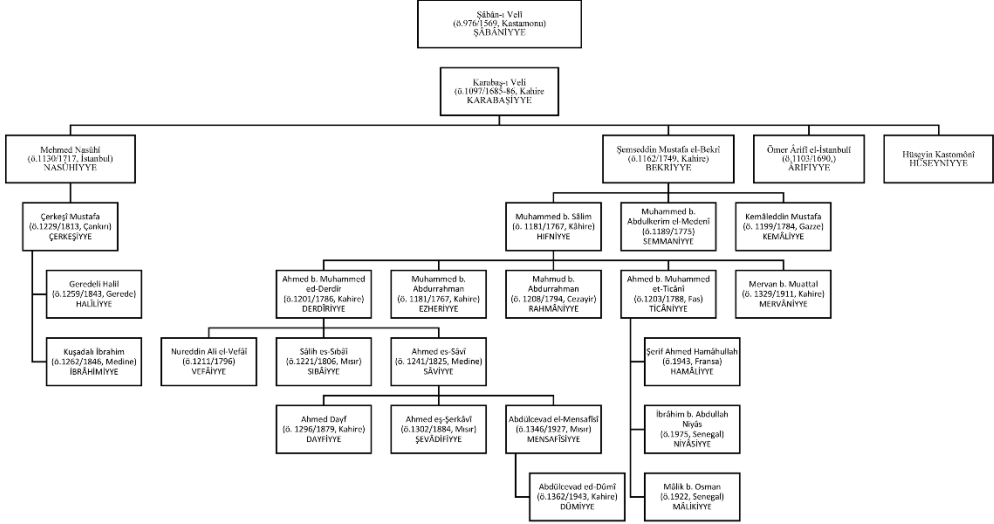 Şâbân-ı Velî
(ö.976/1569, Kastamonu)
ŞÂBÂNİYYE
Karabaş-ı Veli
(ö.1097/1685-86, Kahire
KARABAŞİYYE
Mehmed Nasûhî
(ö.1130/1717, İstanbul)
NASÛHİYYE
Şemseddin Mustafa el-Bekrî
(ö.1162/1749, Kahire)
BEKRİYYE
Ömer Ârifî el-İstanbulî
(ö.1103/1690,)
ÂRİFİYYE
Hüseyin Kastomônî
HÜSEYNİYYE
Çerkeşî Mustafa
(ö.1229/1813, Çankırı)
ÇERKEŞİYYE
Muhammed b. Sâlim
(ö. 1181/1767, Kâhire)
HIFNİYYE
Muhammed b.
Abdulkerim el-Medenî
(ö.1189/1775)
SEMMANİYYE
Kemâleddin Mustafa
(ö. 1199/1784, Gazze)
KEMÂLİYYE
Geredeli Halil
(ö.1259/1843, Gerede)
HALÎLİYYE
Ahmed b. Muhammed
ed-Derdir
(ö.1201/1786, Kahire)
DERDÎRİYYE
Muhammed b.
Abdurrahman
(ö. 1181/1767, Kahire)
EZHERİYYE
Mahmud b.
Abdurrahman
(ö. 1208/1794, Cezayir)
RAHMÂNİYYE
Ahmed b. Muhammed
et-Ticânî
(ö.1203/1788, Fas)
TİCÂNİYYE
Mervan b. Muattal
(ö. 1329/1911, Kahire)
MERVÂNİYYE
Kuşadalı İbrahim
(ö.1262/1846, Medine)
İBRÂHİMİYYE
Nureddin Ali el-Vefâî
(ö.1211/1796)
VEFÂİYYE
Sâlih es-Sıbâî
(ö.1221/1806, Mısır)
SIBÂİYYE
Ahmed es-Sâvî
(ö. 1241/1825, Medine)
SÂVİYYE
Şerif Ahmed Hamâhullah
(ö.1943, Fransa)
HAMÂLİYYE
Ahmed Dayf
(ö. 1296/1879, Kahire)
DAYFİYYE
Ahmed eş-Şerkâvî
(ö.1302/1884, Mısır)
ŞEVÂDİFİYYE
Abdülcevad el-Mensafîsî
(ö.1346/1927, Mısır)
MENSAFÎSİYYE
İbrâhim b. Abdullah
Niyâs
(ö.1975, Senegal)
NİYÂSİYYE
Abdülcevad ed-Dûmî
(ö.1362/1943, Kahire)
DÛMİYYE
Mâlik b. Osman
(ö.1922, Senegal)
MÂLİKİYYE